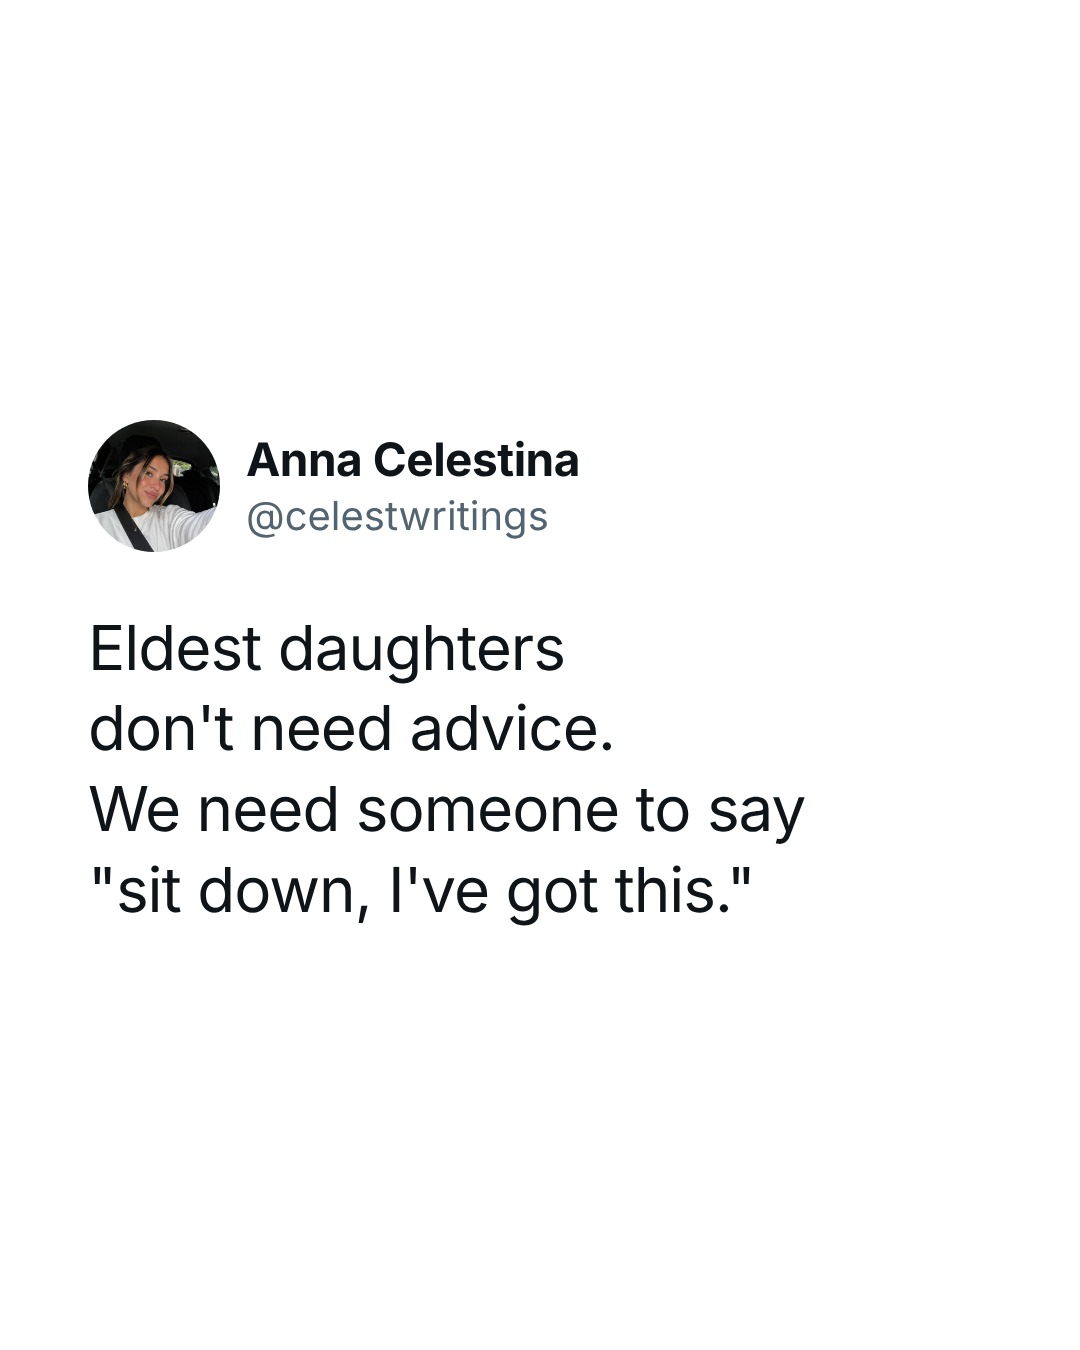 Anna Celestina
@celestwritings
Eldest daughters
don't need advice.
We need someone to say
"sit down, I've got this."